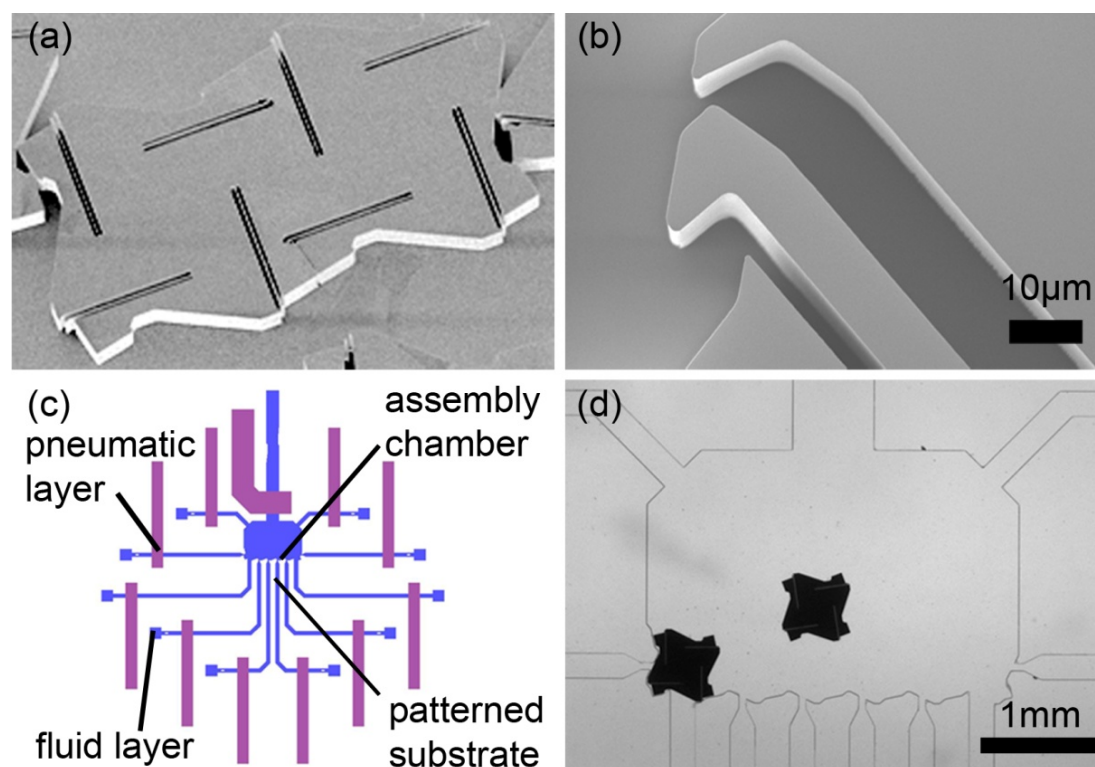 (a)
(b)
10μm
(c)
pneumatic
layer
assembly
chamber
fluid layer
patterned
substrate
(d)
1mm